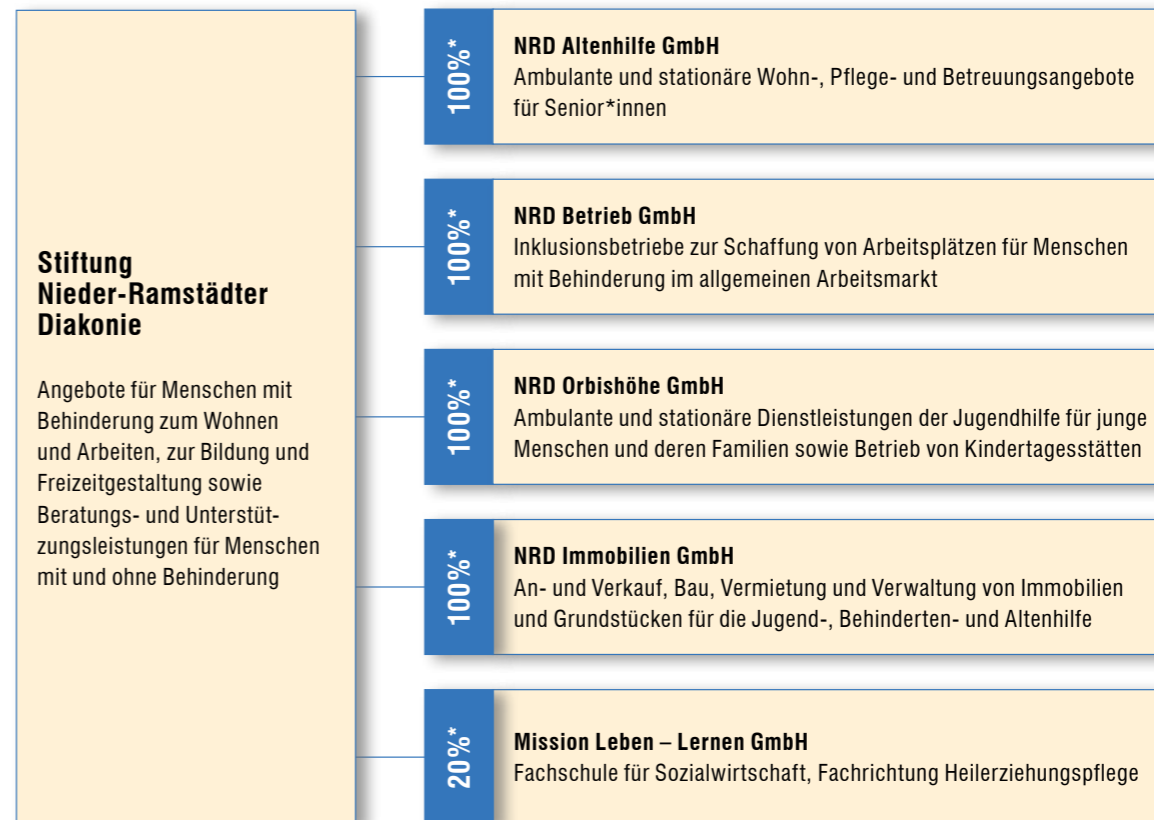 Stiftung
Nieder-Ramstädter
Diakonie
Angebote für Menschen mit
Behinderung zum Wohnen
und Arbeiten, zur Bildung und
Freizeitgestaltung sowie
Beratungs- und Unterstüt-
zungsleistungen für Menschen
mit und ohne Behinderung
100%*
NRD Altenhilfe GmbH
Ambulante und stationäre Wohn-, Pflege- und Betreuungsangebote
für Senior*innen
100%*
NRD Betrieb GmbH
Inklusionsbetriebe zur Schaffung von Arbeitsplätzen für Menschen
mit Behinderung im allgemeinen Arbeitsmarkt
100%*
NRD Orbishöhe GmbH
Ambulante und stationäre Dienstleistungen der Jugendhilfe für junge
Menschen und deren Familien sowie Betrieb von Kindertagesstätten
100%*
NRD Immobilien GmbH
An- und Verkauf, Bau, Vermietung und Verwaltung von Immobilien
und Grundstücken für die Jugend-, Behinderten- und Altenhilfe
20%*
Mission Leben – Lernen GmbH
Fachschule für Sozialwirtschaft, Fachrichtung Heilerziehungspflege